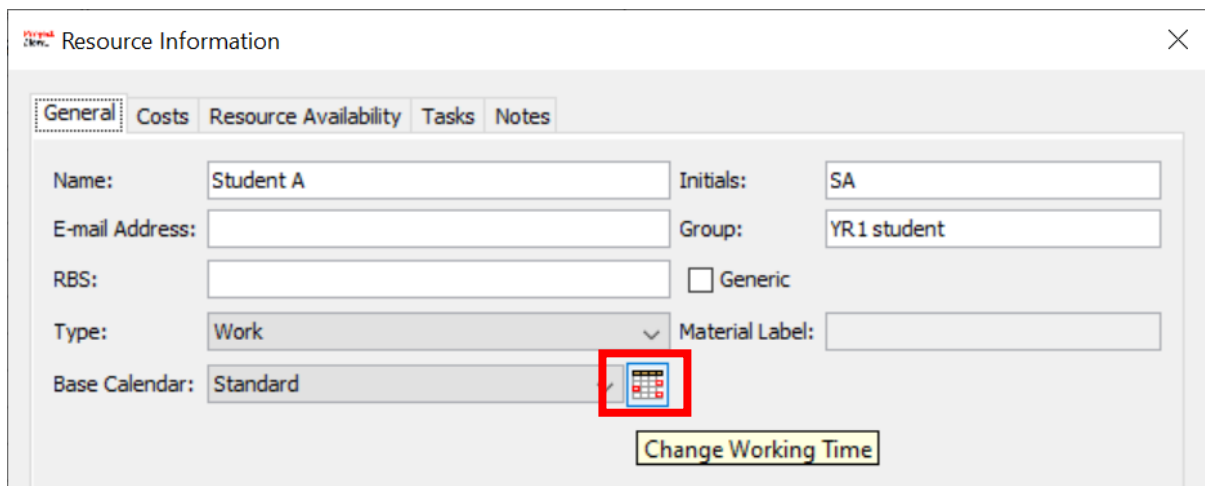 Resource Information
General Costs Resource Availability Tasks Notes
Name: Student A Initials: SA
E-mail Address: Group: YR1 student
RBS: Generic
Type: Work Material Label:
Base Calendar: Standard
Change Working Time